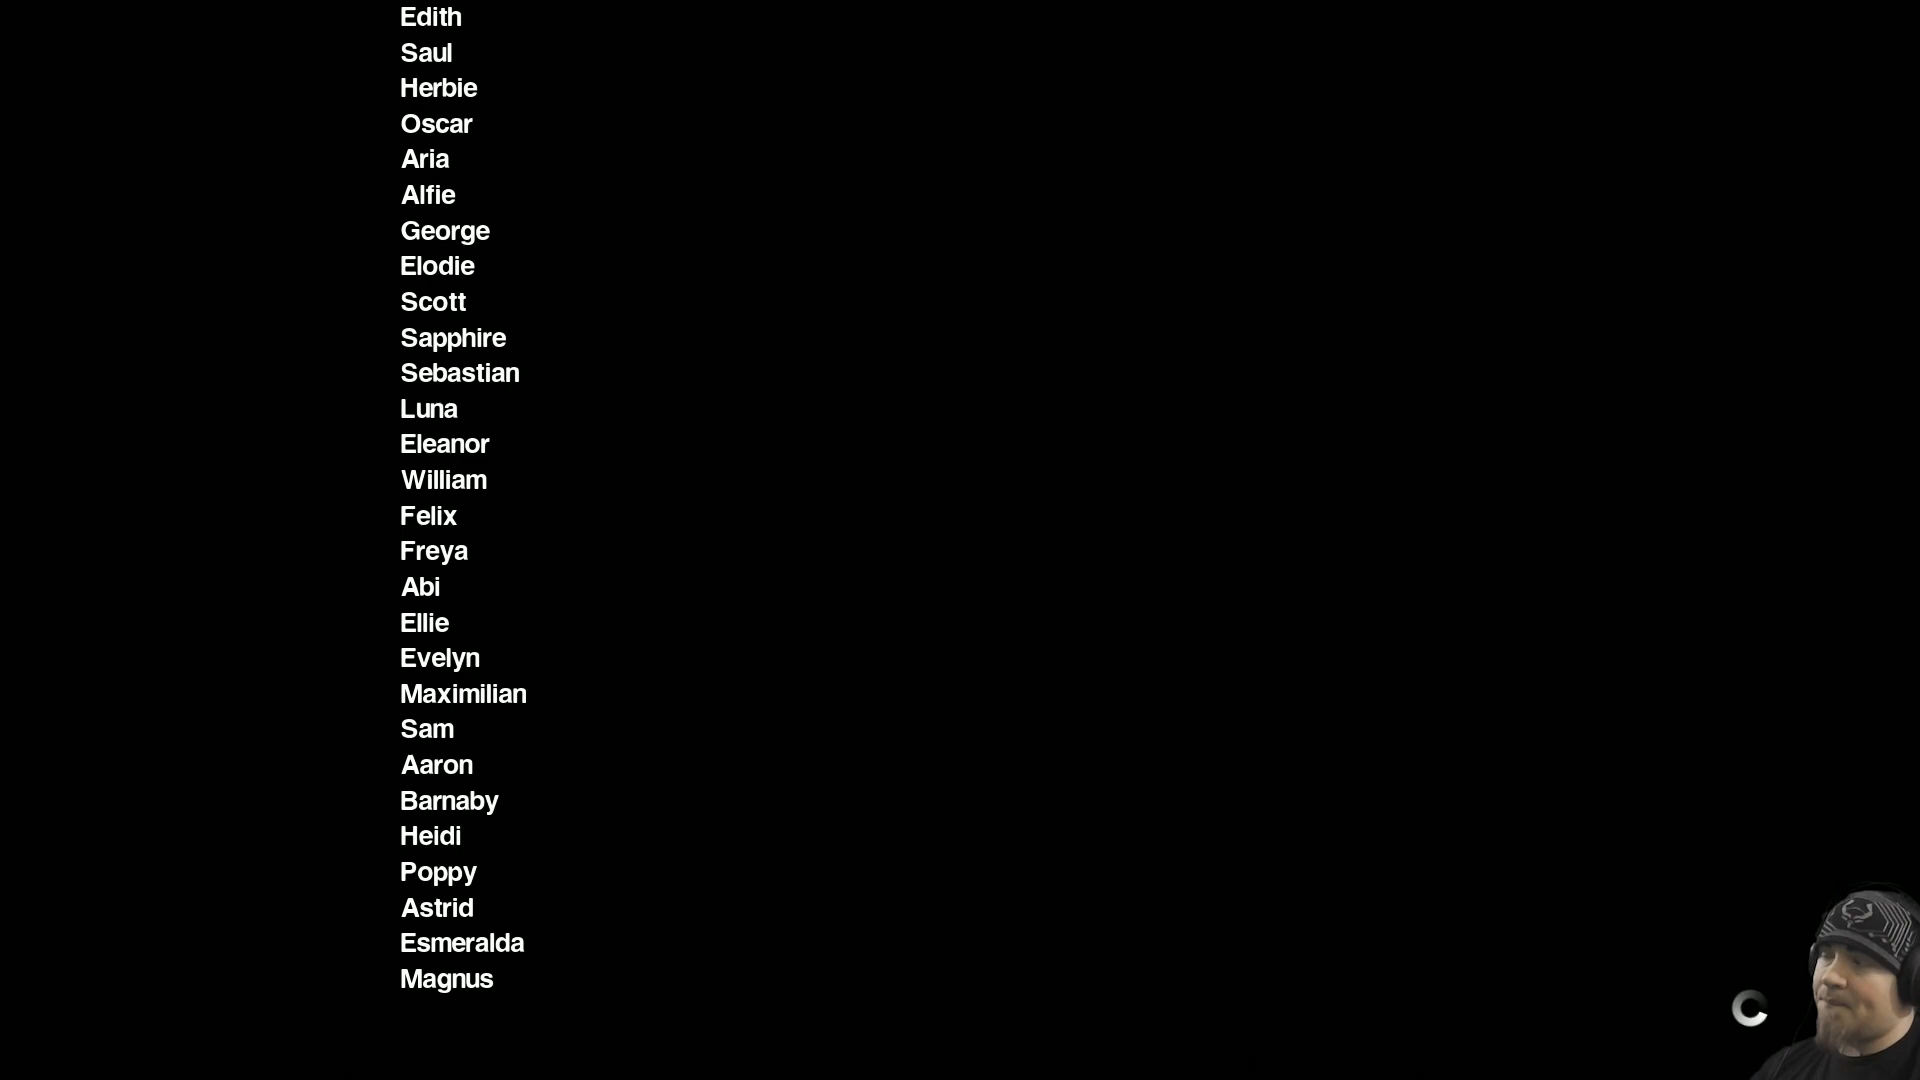 Edith
Saul
Herbie
Oscar
Aria
Alfie
George
Elodie
Scott
Sapphire
Sebastian
Luna
Eleanor
William
Felix
Freya
Abi
Ellie
Evelyn
Maximilian
Sam
Aaron
Barnaby
Heidi
Poppy
Astrid
Esmeralda
Magnus